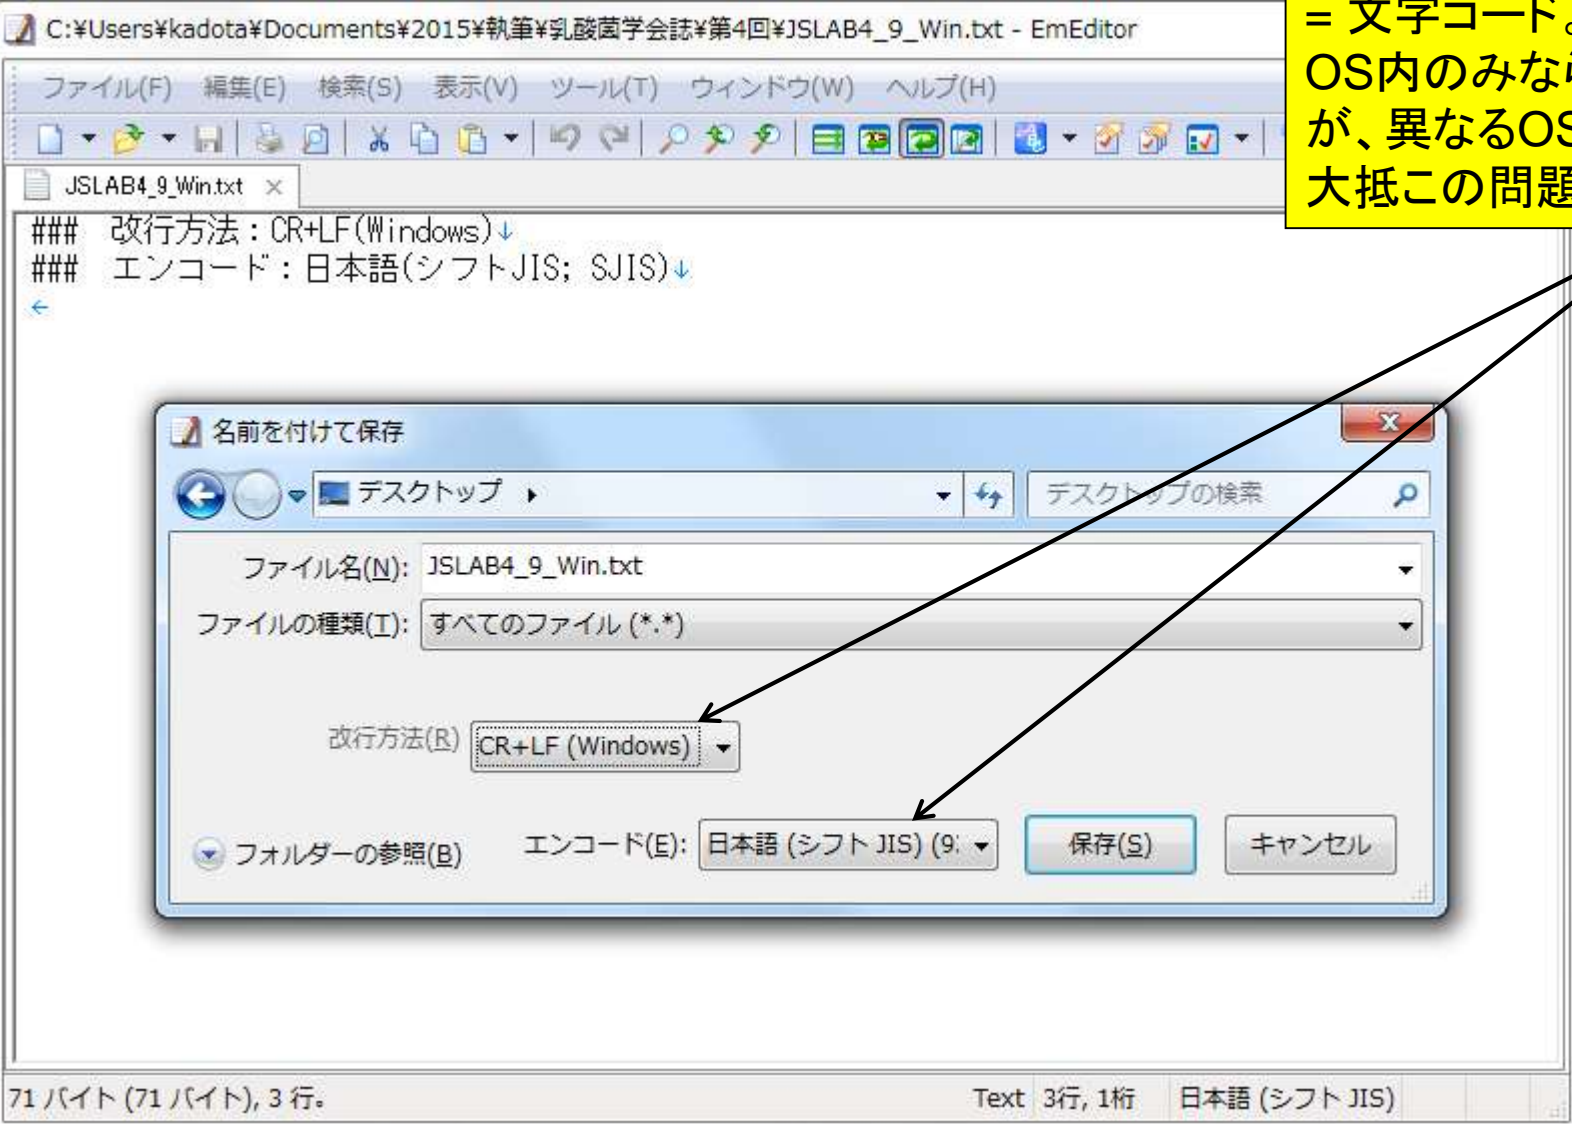 C:¥Users¥kadota¥Documents¥2015¥執筆¥乳酸菌学会誌¥第4回¥JSLAB4_9_Win.txt - EmEditor
= 文字コード。
OS内のみな
が、異なるOS
大抵この問題
ファイル(F) 編集(E) 検索(S) 表示(V) ツール(T) ウィンドウ(W) ヘルプ(H)
JSLAB4_9_Win.txt ×
### 改行方法：CR+LF(Windows)↓
### エンコード：日本語(シフトJIS; SJIS)↓
←
名前を付けて保存
デスクトップ
デスクトップの検索
ファイル名(N): JSLAB4_9_Win.txt
ファイルの種類(T): すべてのファイル (*.*)
改行方法(R) CR+LF (Windows)
フォルダーの参照(B) エンコード(E): 日本語 (シフト JIS) (9 保存(S) キャンセル
71 バイト (71 バイト), 3 行。 Text 3行, 1桁 日本語 (シフト JIS)